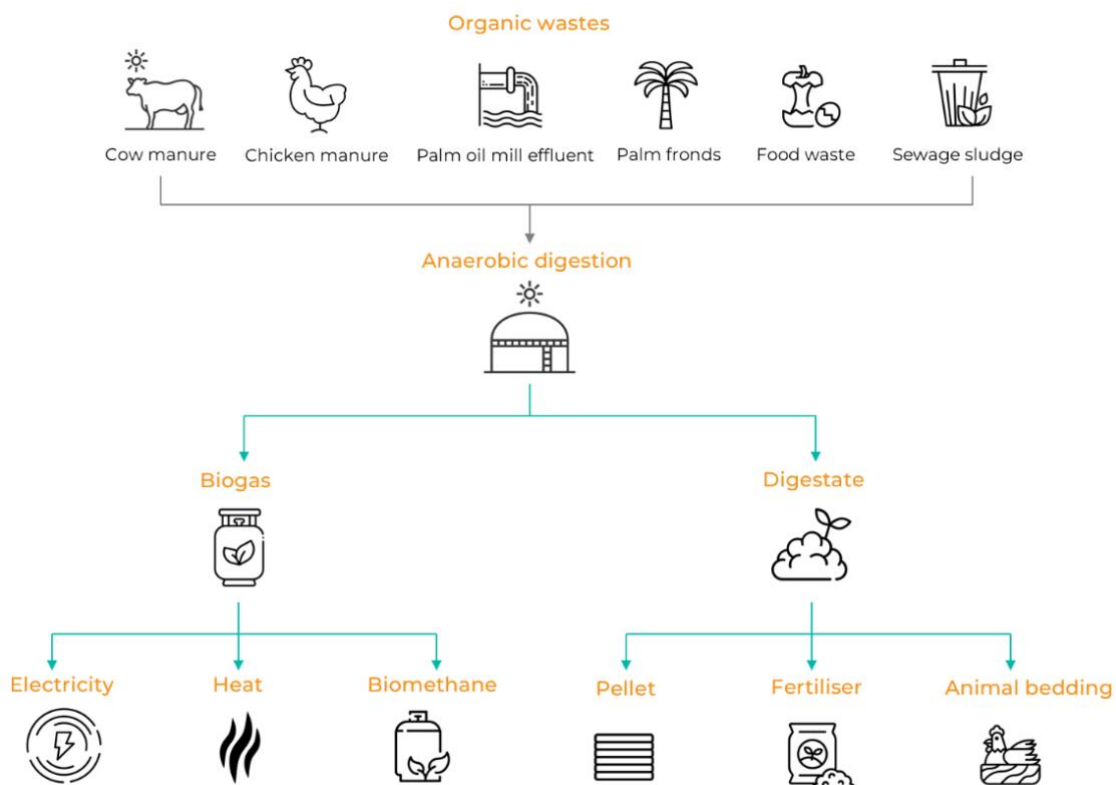 Organic wastes
Cow manure
Chicken manure
Palm oil mill effluent
Palm fronds
Food waste
Sewage sludge
Anaerobic digestion
Biogas
Digestate
Electricity
Heat
Biomethane
Pellet
Fertiliser
Animal bedding